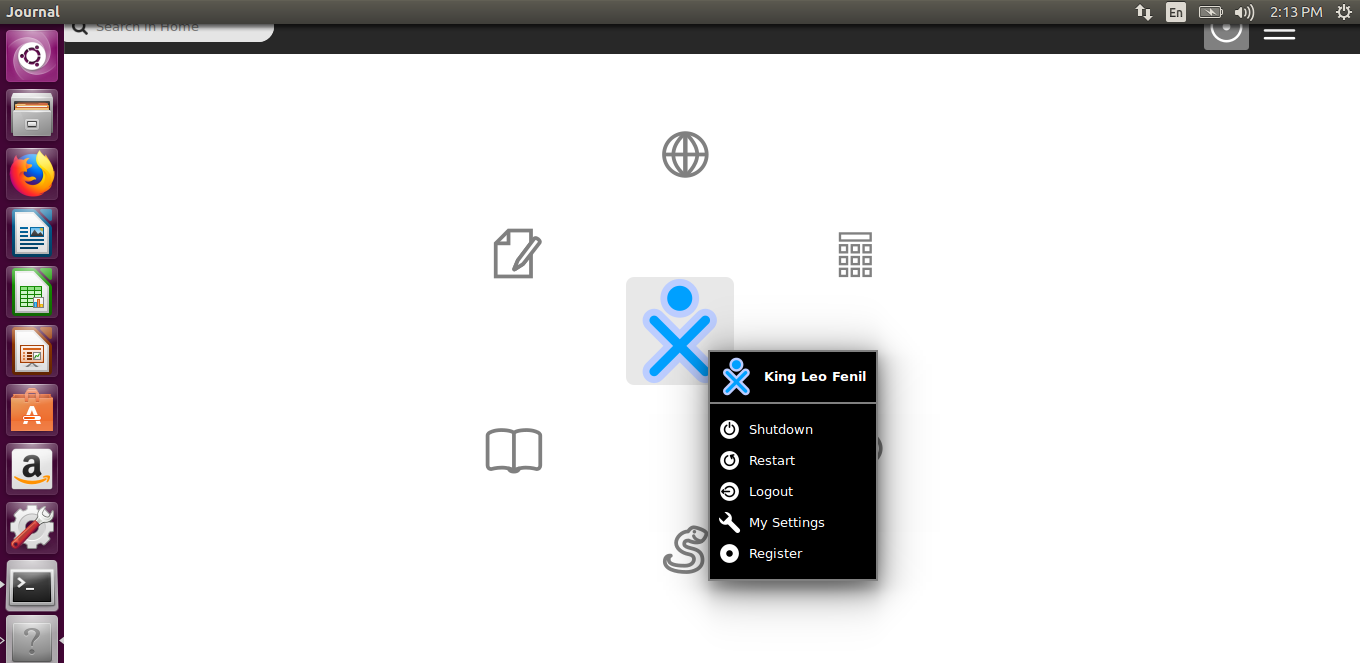 Journal
En
2:13 PM
Search in Home
King Leo Fenil
Shutdown
Restart
Logout
My Settings
Register